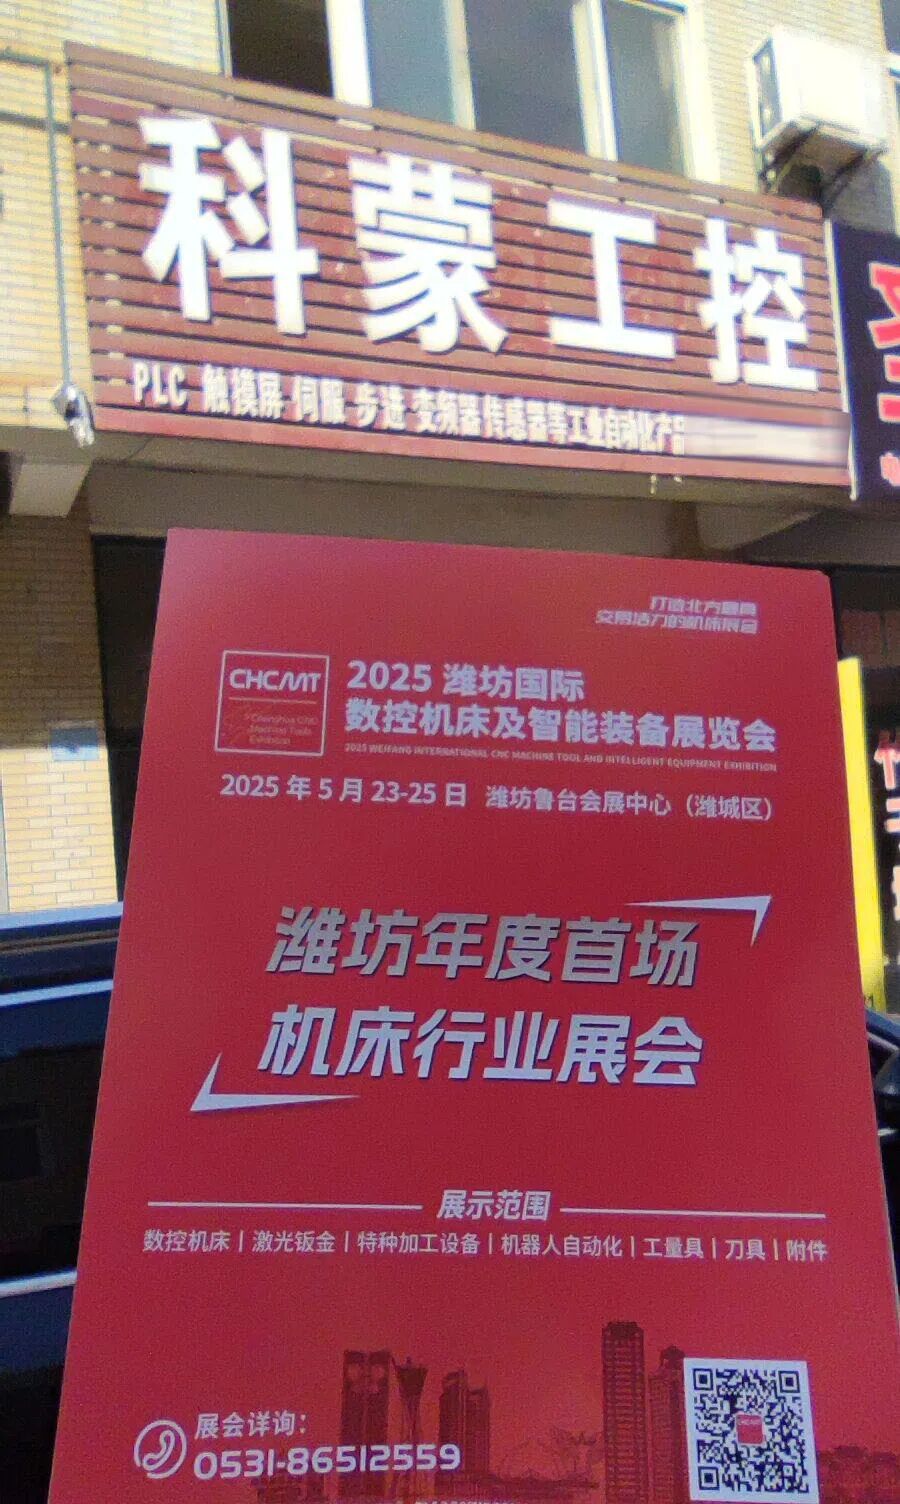 科蒙工控
PLC 触摸屏 伺服 步进 变频器 传感器等工业自动化产品
打造北方最具
交易活力的机床展会
CHCMT
2025 潍坊国际
数控机床及智能装备展览会
2025 WEIFANG INTERNATIONAL CNC MACHINE TOOL AND INTELLIGENT EQUIPMENT EXHIBITION
2025 年 5 月 23-25 日 潍坊鲁台会展中心（潍城区）
潍坊年度首场
机床行业展会
展示范围
数控机床 | 激光钣金 | 特种加工设备 | 机器人自动化 | 工量具 | 刀具 | 附件
展会详询：
0531-86512559